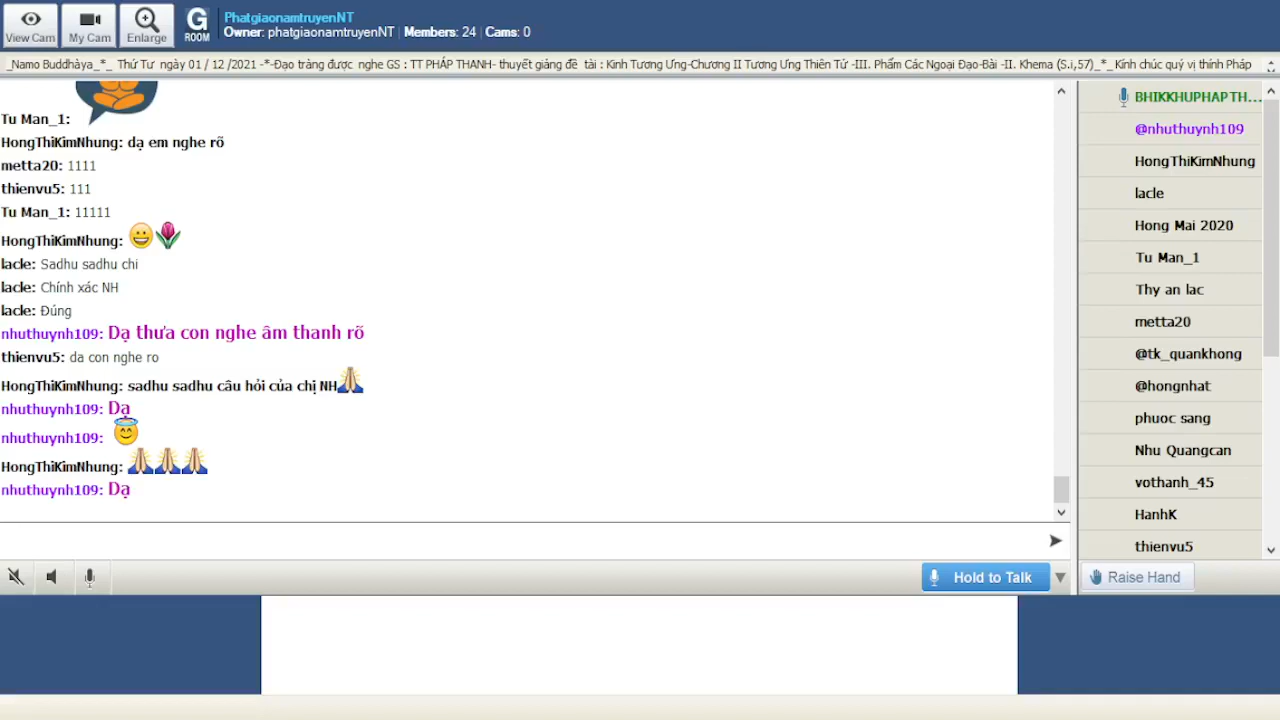 View Cam
My Cam
Enlarge
G
ROOM
PhatgiaonamtruyenNT
Owner: phatgiaonamtruyenNT | Members: 24 | Cams: 0
_Namo Buddhàya_*_ Thứ Tư ngày 01 / 12 /2021 -*-Đạo tràng được nghe GS : TT PHÁP THANH- thuyết giảng đề tài : Kinh Tương Ưng-Chương II Tương Ưng Thiên Tử -III. Phẩm Các Ngoại Đạo-Bài -II. Khema (S.i,57)_*_Kính chúc quý vị thính Pháp
Tu Man_1:
HongThiKimNhung: dạ em nghe rõ
metta20: 1111
thienvu5: 111
Tu Man_1: 11111
HongThiKimNhung: 😀🌷
lacle: Sadhu sadhu chi
lacle: Chính xác NH
lacle: Đúng
nhuthuynh109: Dạ thưa con nghe âm thanh rõ
thienvu5: da con nghe ro
HongThiKimNhung: sadhu sadhu câu hỏi của chị NH🙏
nhuthuynh109: Dạ
nhuthuynh109: 😇
HongThiKimNhung: 🙏🙏🙏
nhuthuynh109: Dạ
Hold to Talk
BHIKKHUPHAPTH...
@nhuthuynh109
HongThiKimNhung
lacle
Hong Mai 2020
Tu Man_1
Thy an lac
metta20
@tk_quankhong
@hongnhat
phuoc sang
Nhu Quangcan
vothanh_45
HanhK
thienvu5
Raise Hand